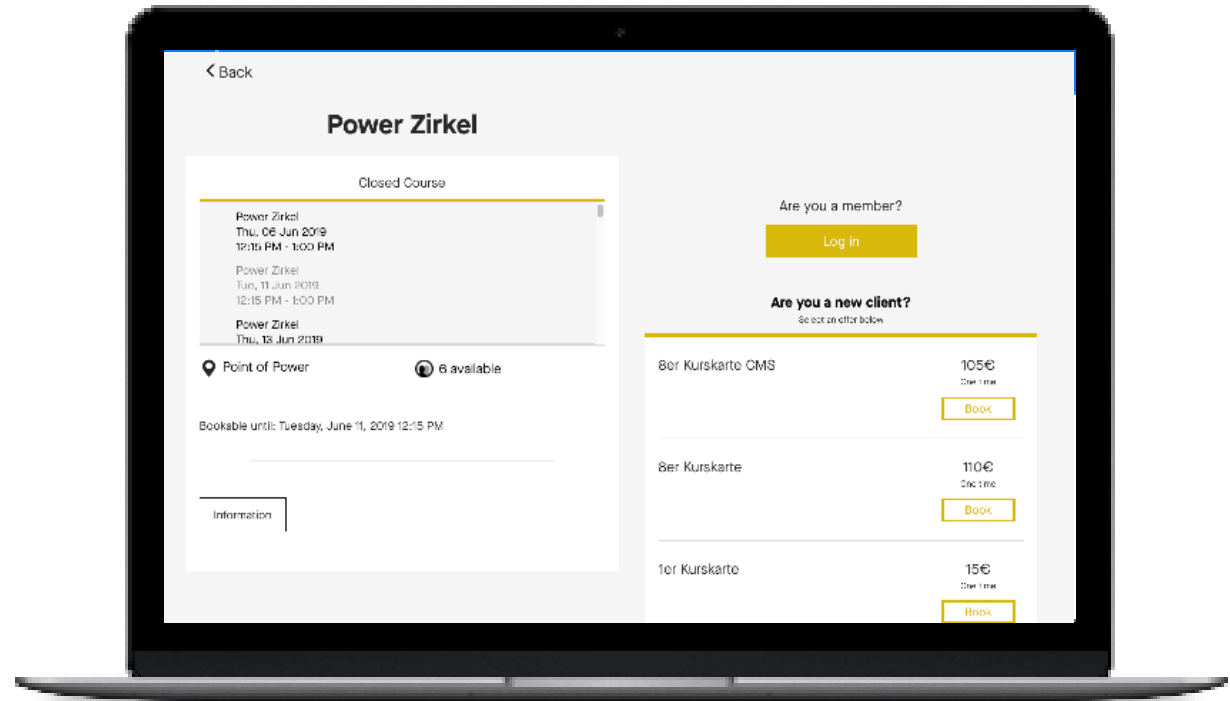 Back
Power Zirkel
Closed Course
Power Zirkel
Thu, 06 Jun 2019
12:15 PM - 1:00 PM
Power Zirkel
Tue, 11 Jun 2019
12:15 PM - 1:00 PM
Power Zirkel
Thu, 13 Jun 2019
Point of Power
6 available
Bookable until: Tuesday, June 11, 2019 12:15 PM
Information
Are you a member?
Log in
Are you a new client?
Select an offer below
8er Kurskarte CMS
105€
One time
Book
8er Kurskarte
110€
One time
Book
1er Kurskarte
15€
One time
Book